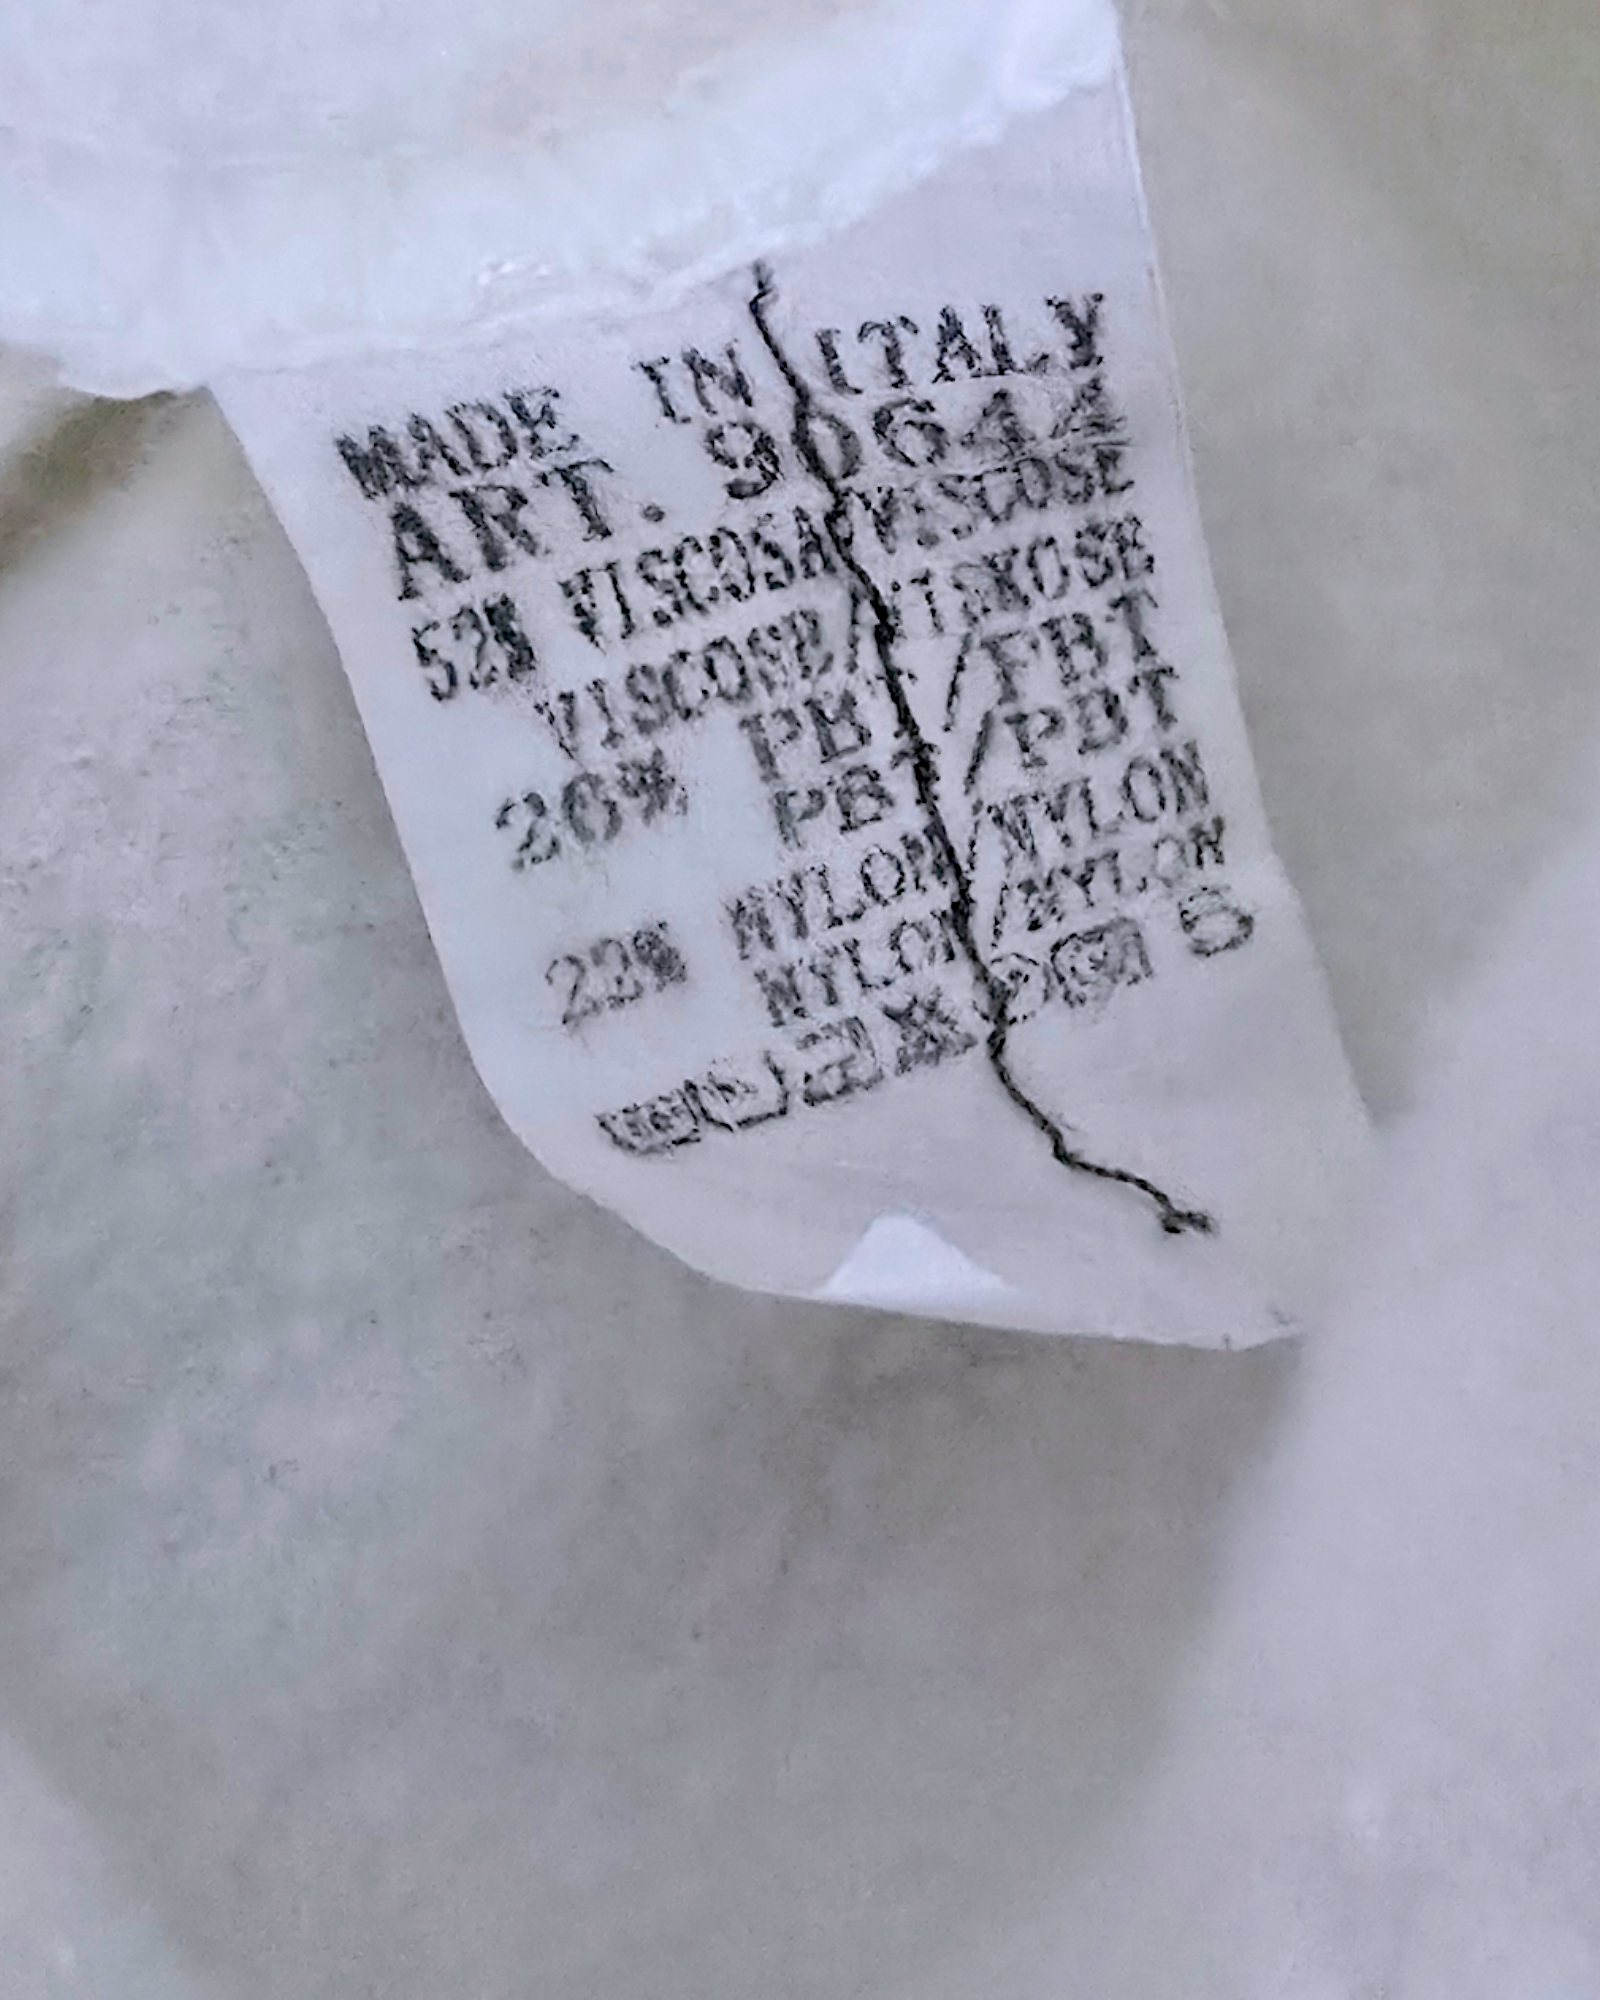 MADE IN ITALY
ART. 90644
52% VISCOSA/VISCOSE
VISCOSE/VISKOSE
20% PBT/PBT
PBT/PBT
22% NYLON/NYLON
NYLON/NYLON